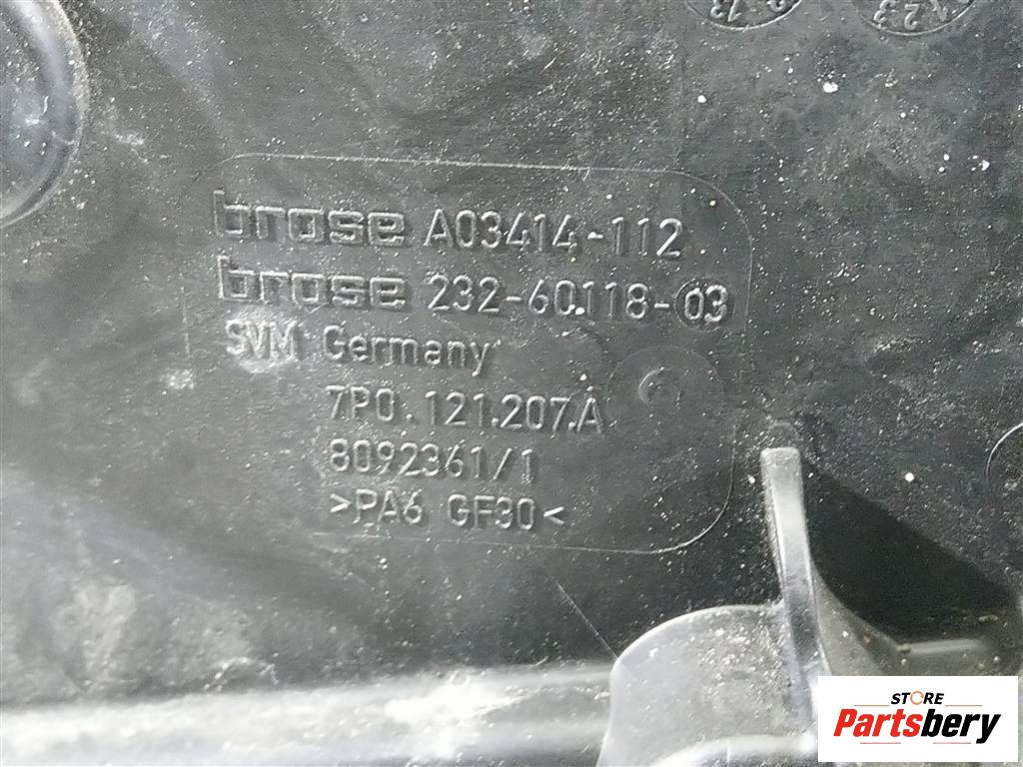 brose A03414-112
brose 232-60118-03
SVM Germany
7P0.121.207.A
8092361/1
>PA6 GF30<
STORE
Partsbery